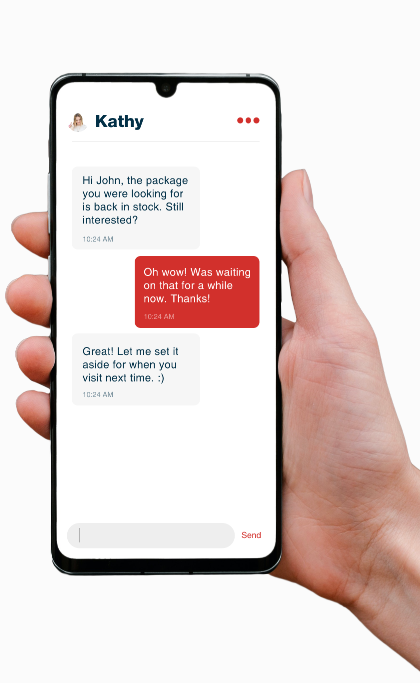 Kathy
Hi John, the package
you were looking for
is back in stock. Still
interested?
10:24 AM
Oh wow! Was waiting
on that for a while
now. Thanks!
10:24 AM
Great! Let me set it
aside for when you
visit next time. :)
10:24 AM
Send